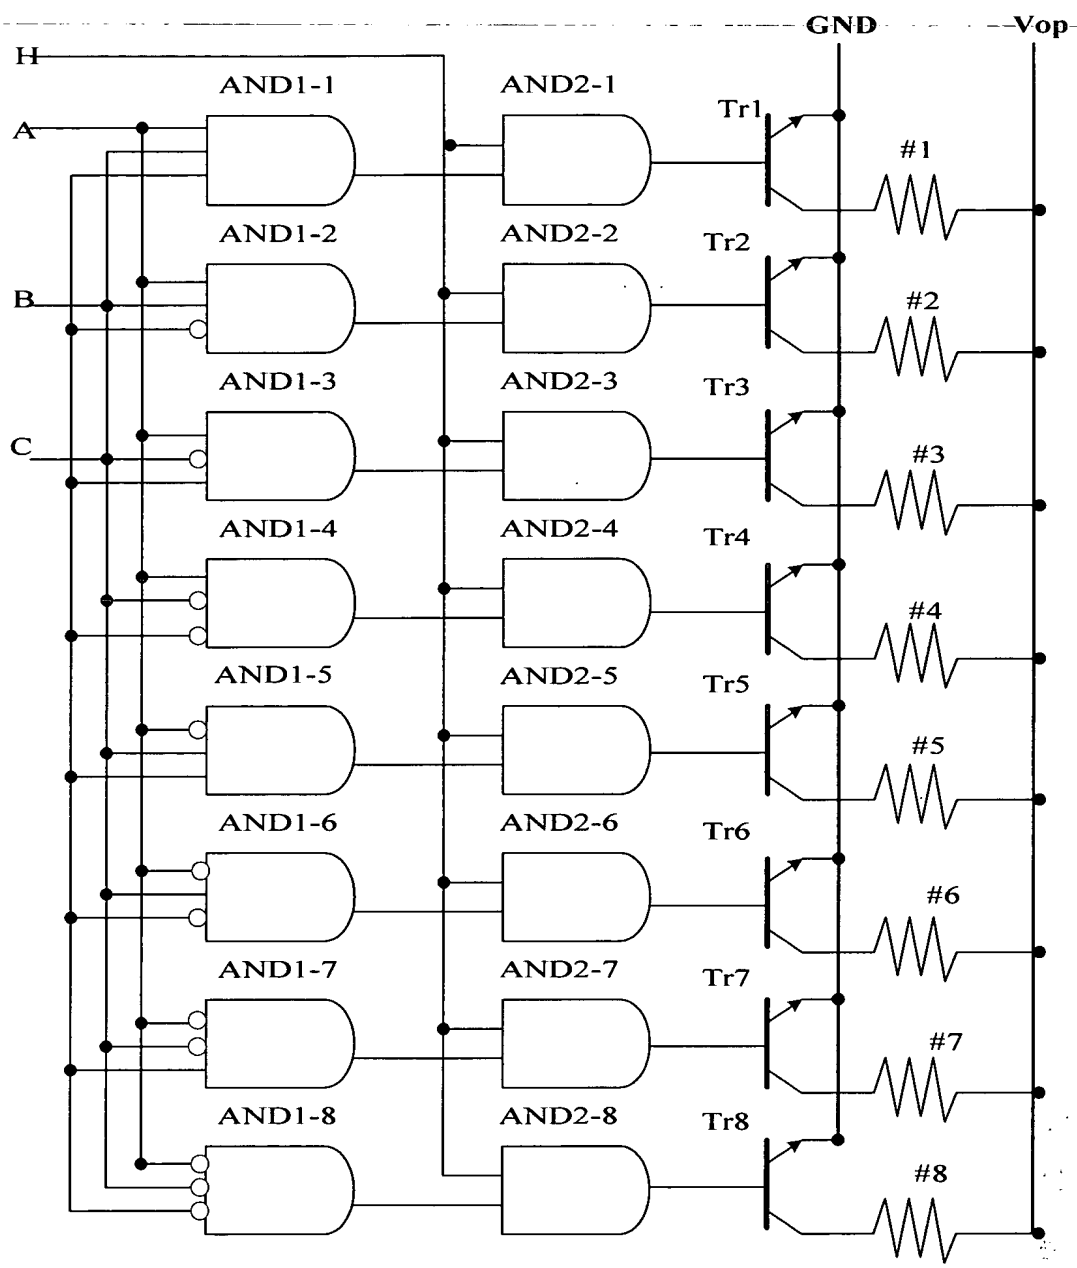 GND Vop
H
AND1-1 AND2-1 Tr1
A
#1
AND1-2 AND2-2 Tr2
B
#2
AND1-3 AND2-3 Tr3
C
#3
AND1-4 AND2-4 Tr4
#4
AND1-5 AND2-5 Tr5
#5
AND1-6 AND2-6 Tr6
#6
AND1-7 AND2-7 Tr7
#7
AND1-8 AND2-8 Tr8
#8